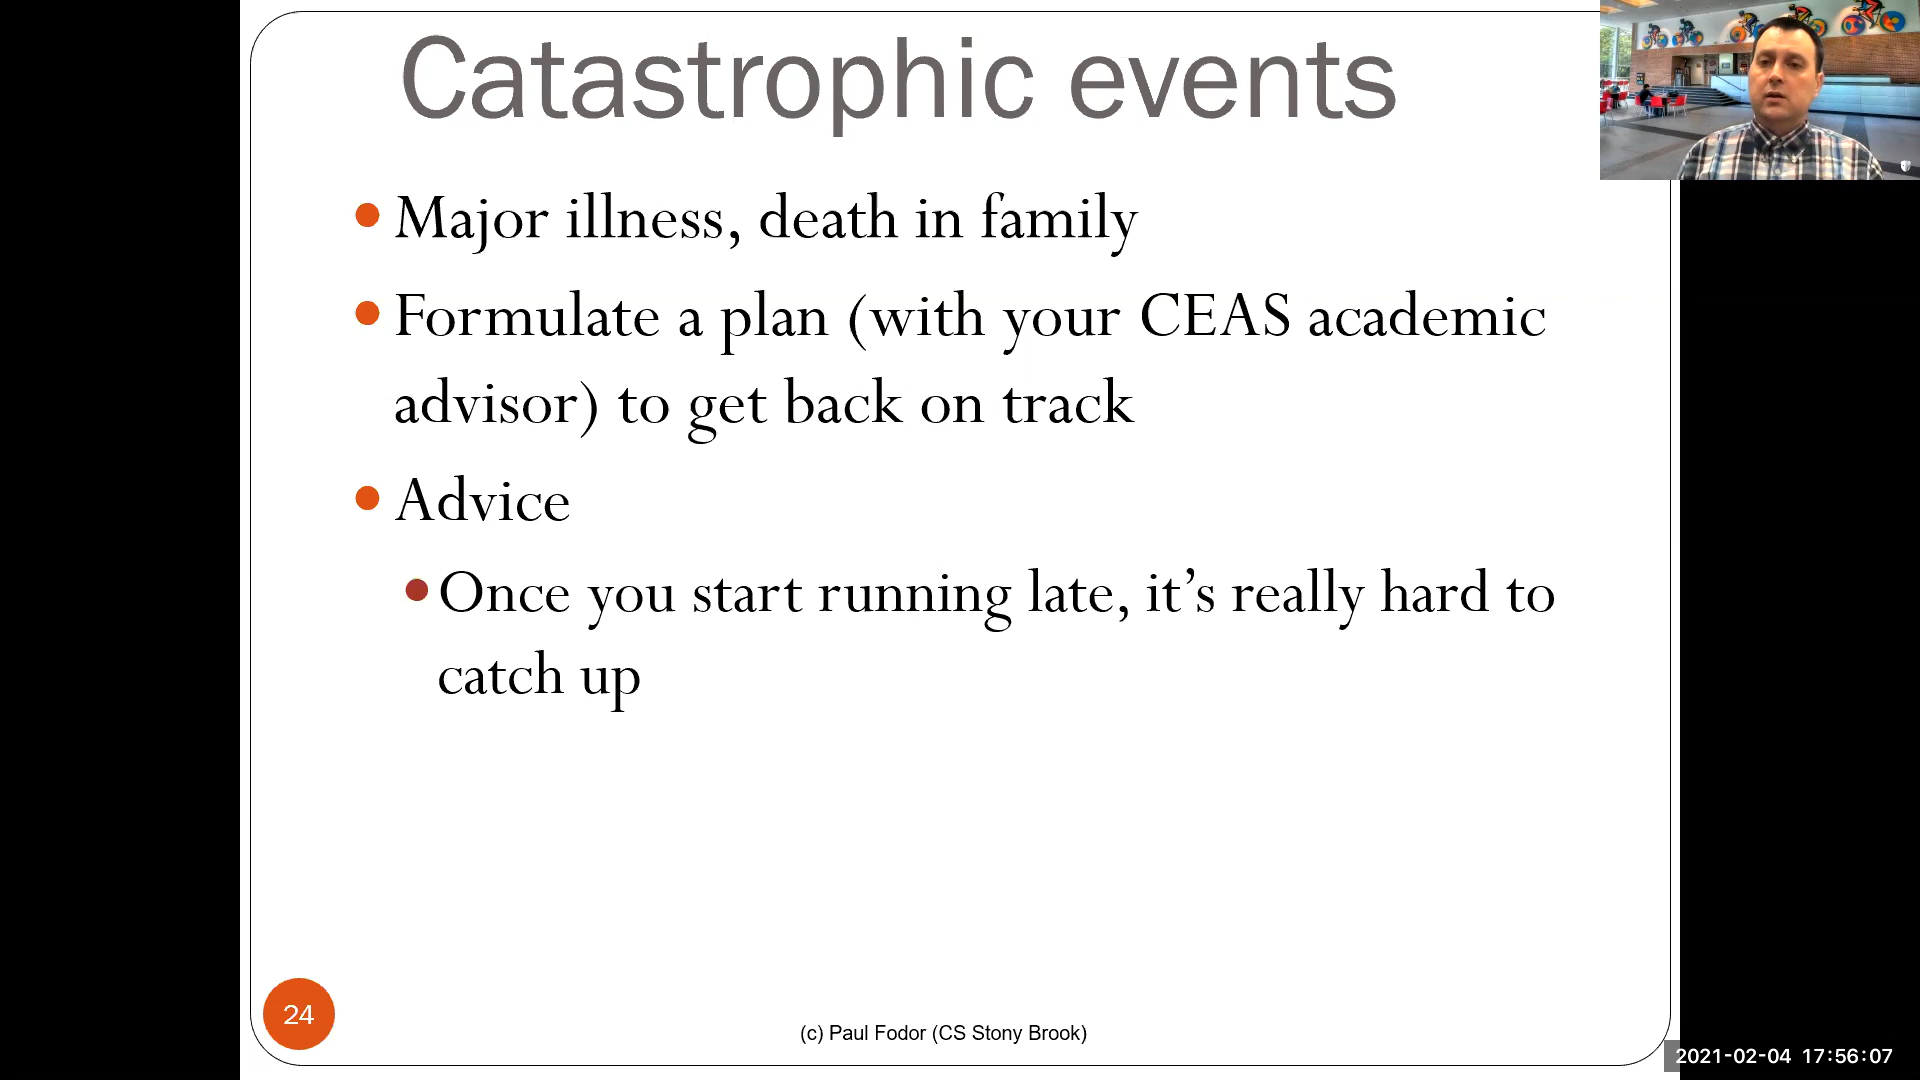 Catastrophic events
Major illness, death in family
Formulate a plan (with your CEAS academic
advisor) to get back on track
Advice
Once you start running late, it’s really hard to
catch up
24
(c) Paul Fodor (CS Stony Brook)
2021-02-04 17:56:07